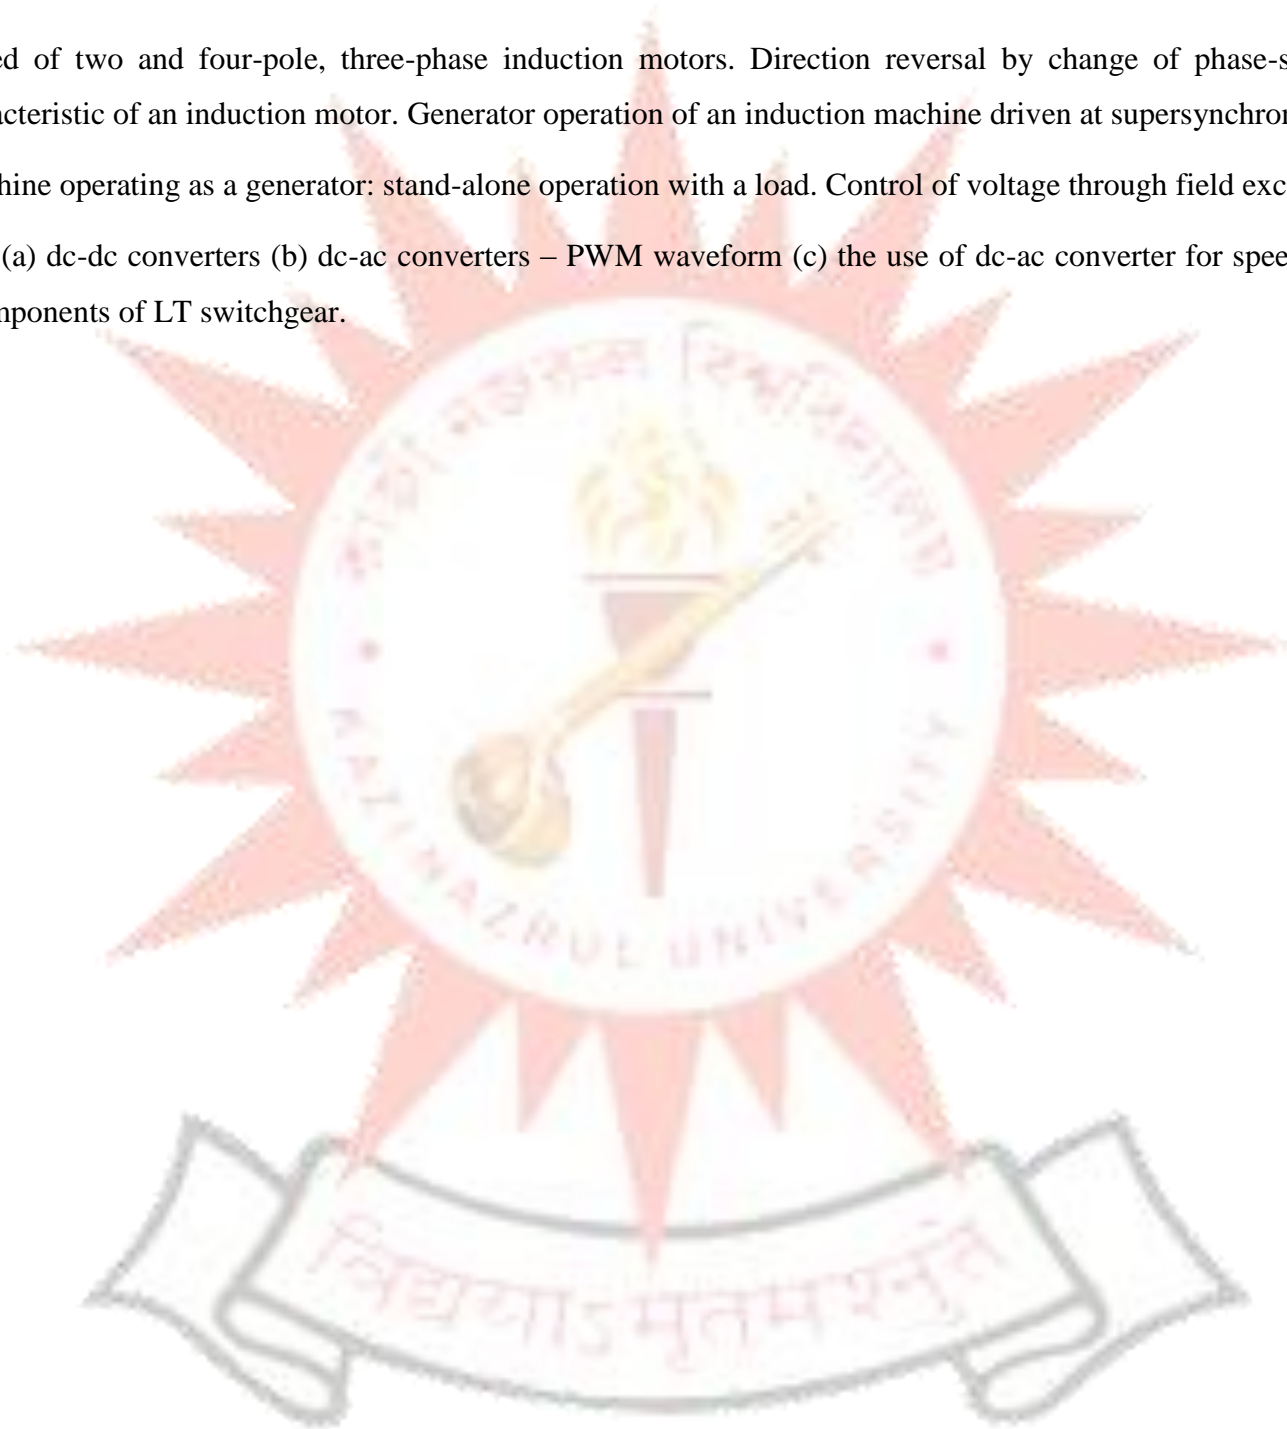 ed of two and four-pole, three-phase induction motors. Direction reversal by change of phase-s
acteristic of an induction motor. Generator operation of an induction machine driven at supersynchron
hine operating as a generator: stand-alone operation with a load. Control of voltage through field exc
(a) dc-dc converters (b) dc-ac converters – PWM waveform (c) the use of dc-ac converter for spee
nponents of LT switchgear.
KAZI NAZRUL UNIVERSITY